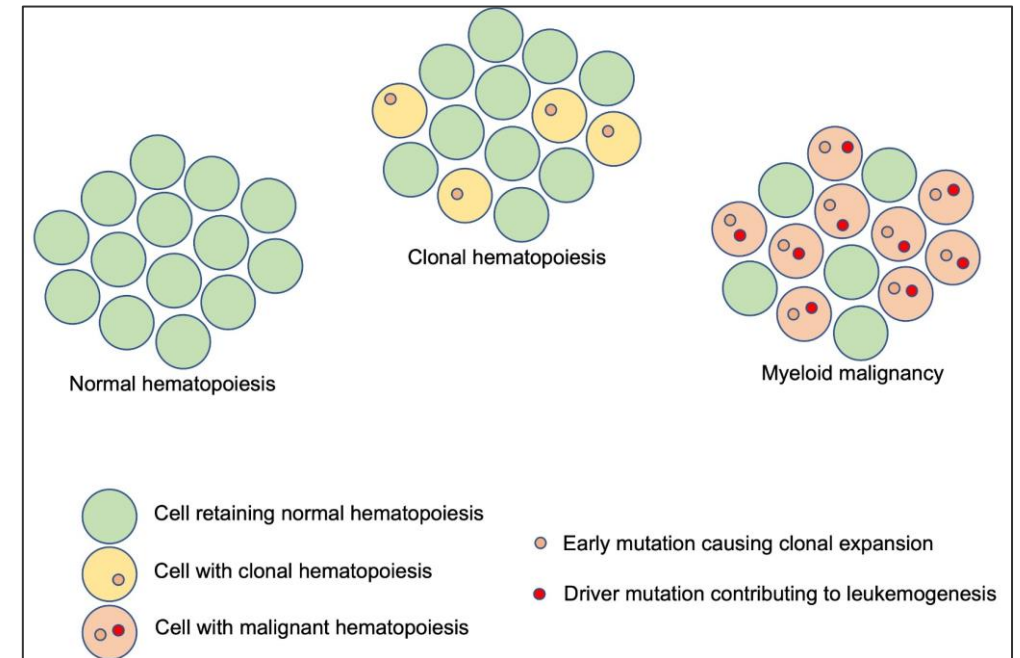 Clonal hematopoiesis
Normal hematopoiesis
Myeloid malignancy
Cell retaining normal hematopoiesis
Cell with clonal hematopoiesis
Cell with malignant hematopoiesis
Early mutation causing clonal expansion
Driver mutation contributing to leukemogenesis